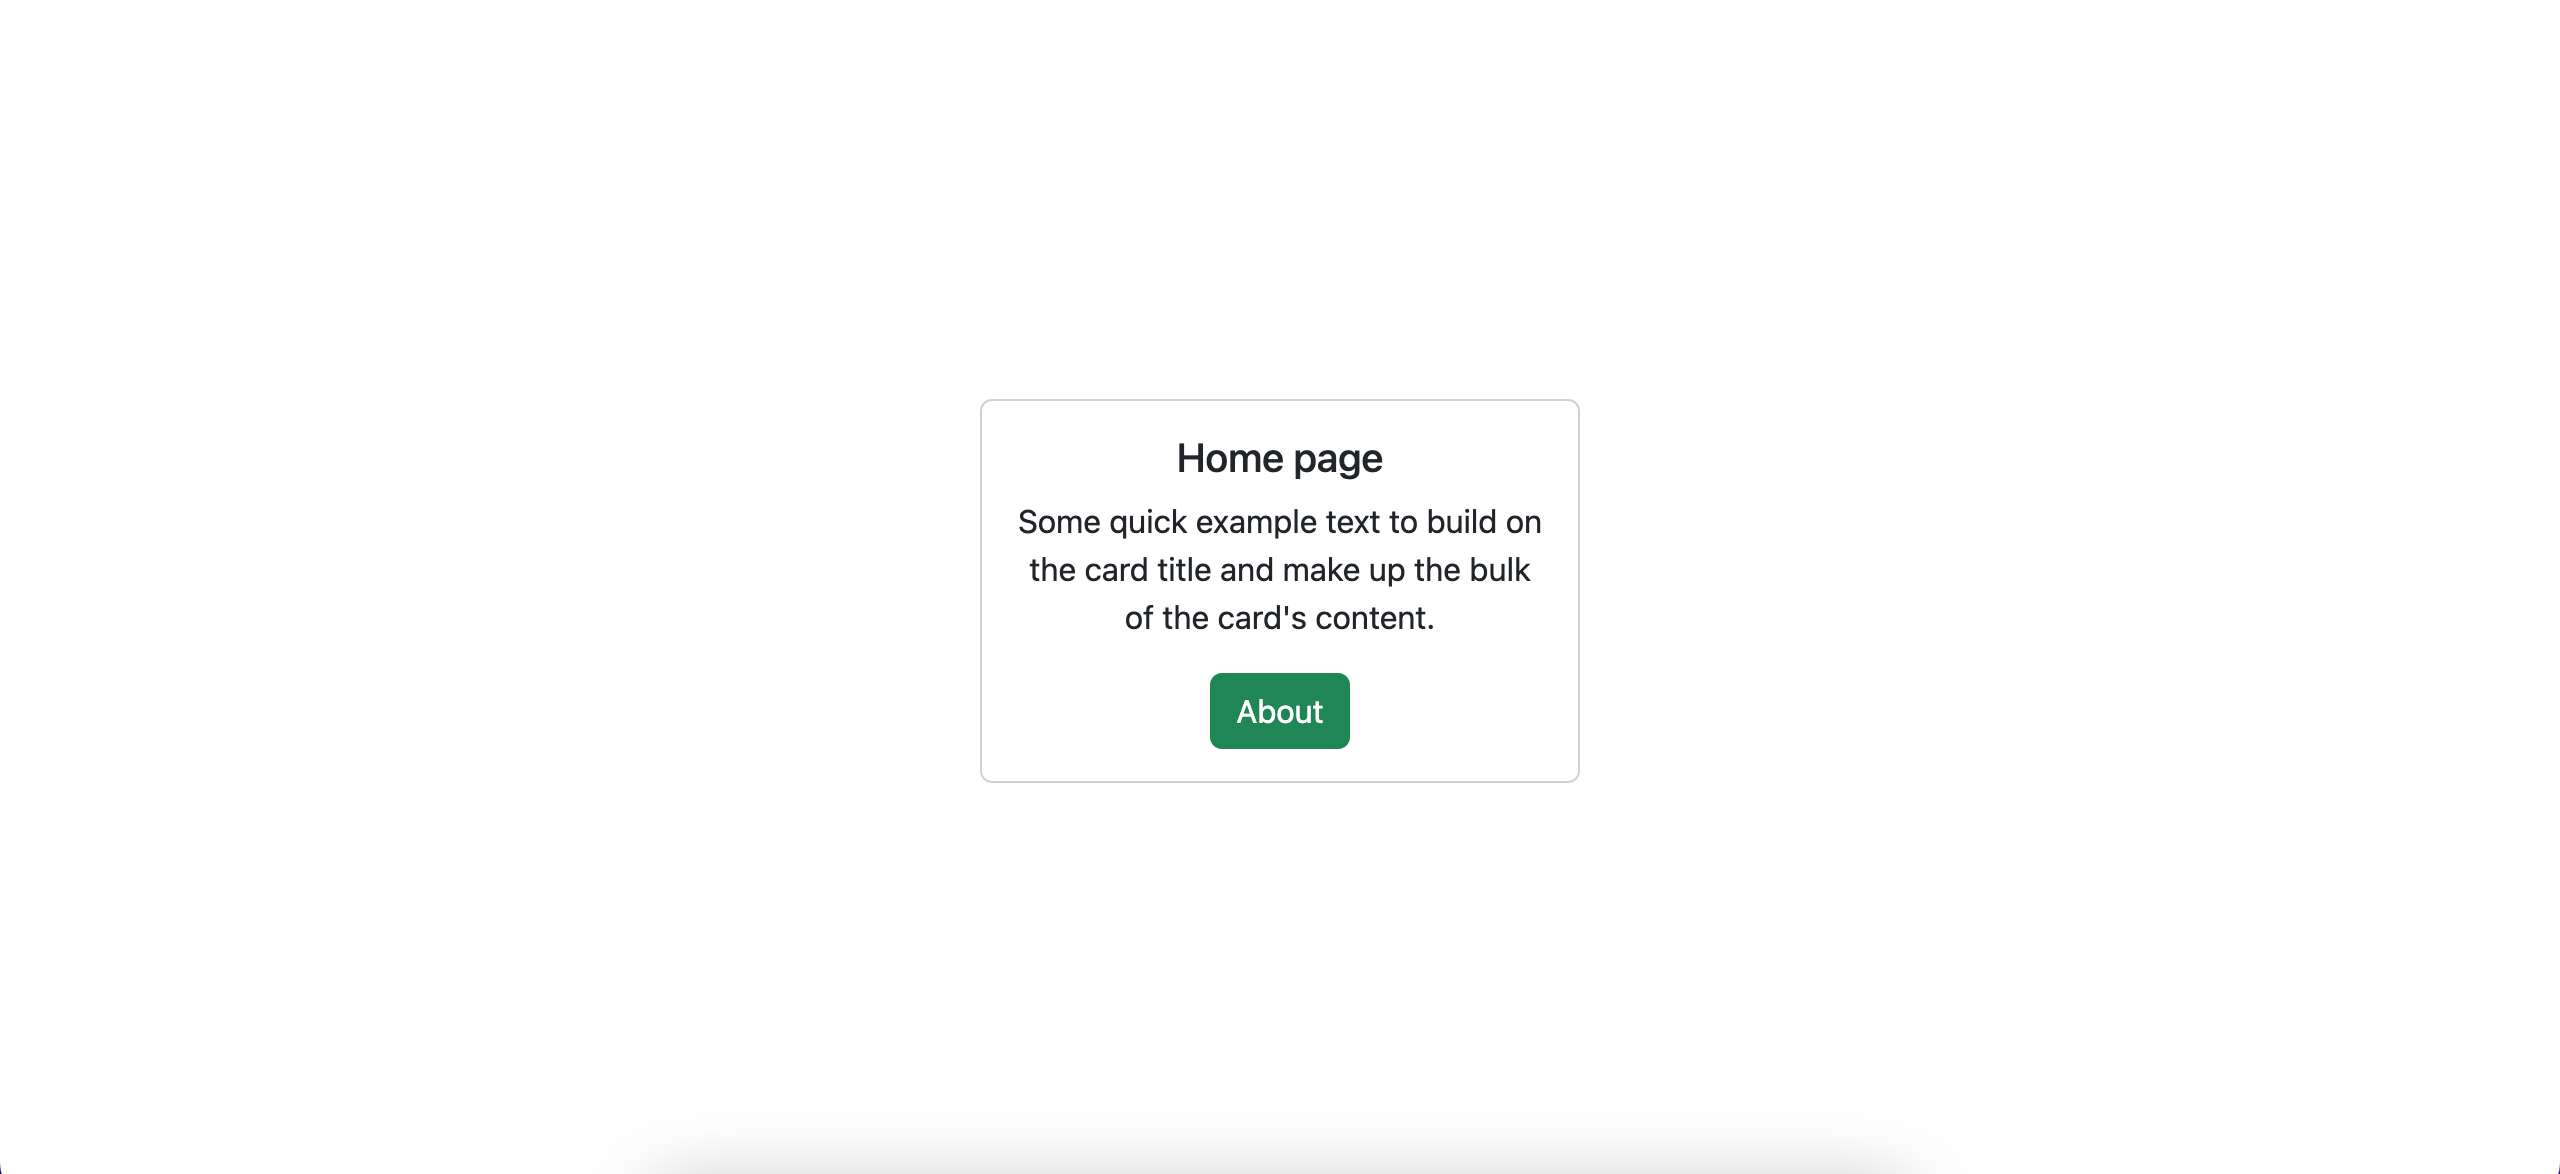 Home page
Some quick example text to build on
the card title and make up the bulk
of the card's content.
About